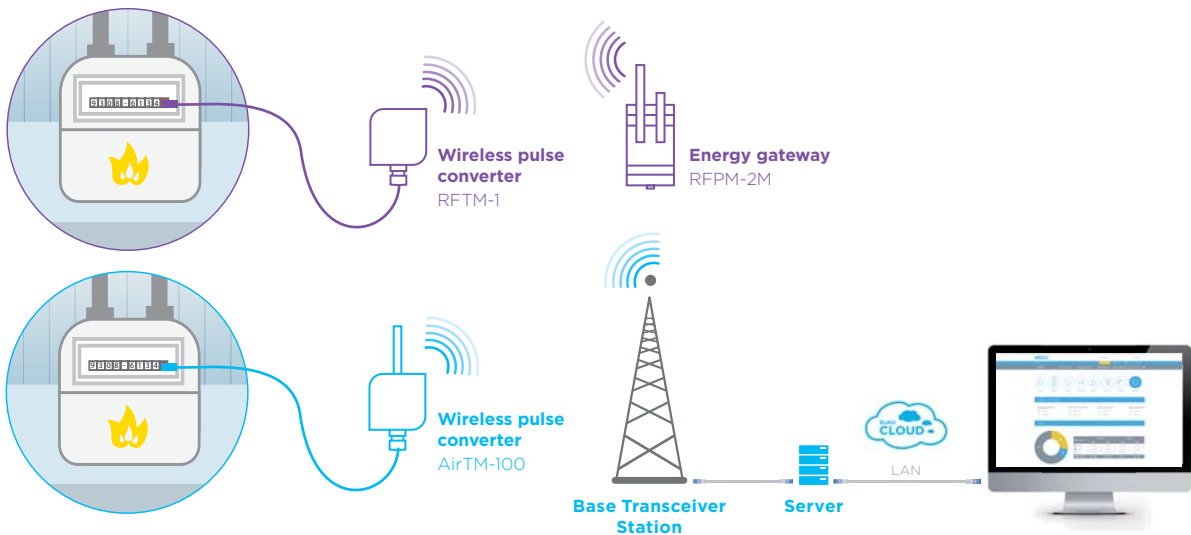 9308-6134
Wireless pulse
converter
RFTM-1
Energy gateway
RFPM-2M
9308-6134
Wireless pulse
converter
AirTM-100
Base Transceiver
Station
Server
ELKO
CLOUD
LAN